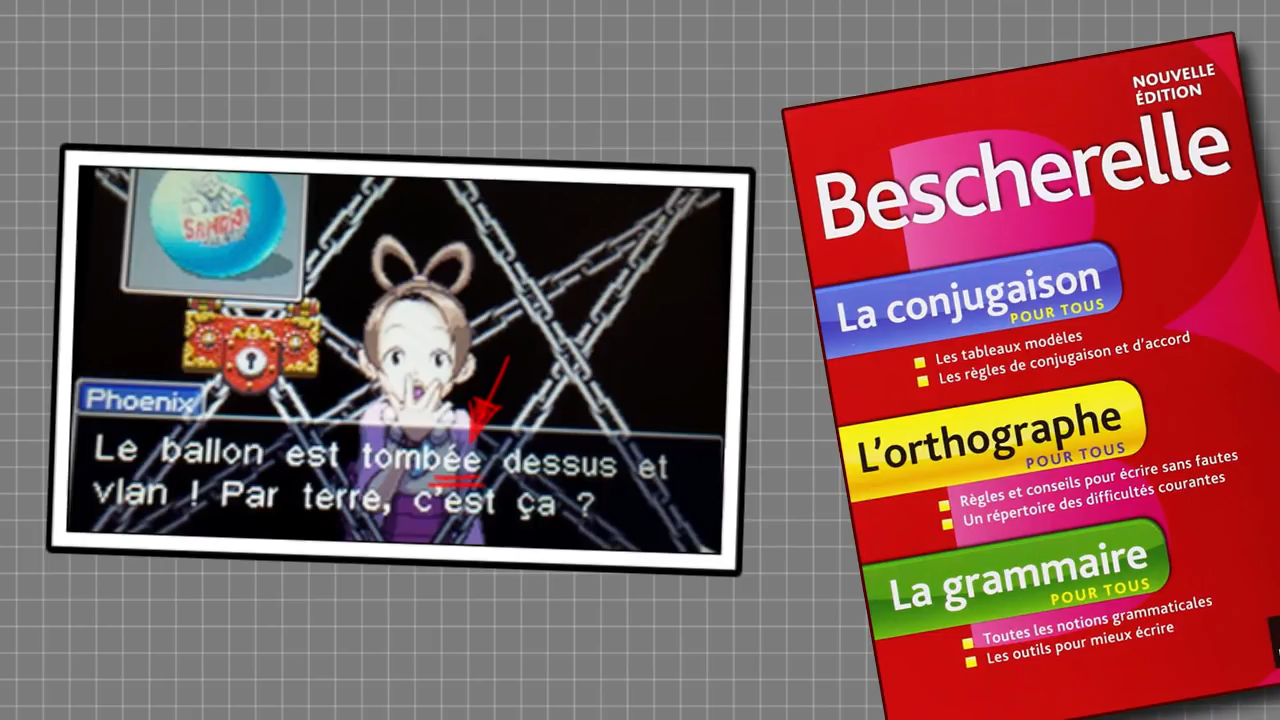 Phoenix
Le ballon est tombée dessus et
vlan ! Par terre, c'est ça ?
NOUVELLE
ÉDITION
Bescherelle
La conjugaison
POUR TOUS
Les tableaux modèles
Les règles de conjugaison et d'accord
L'orthographe
POUR TOUS
Règles et conseils pour écrire sans fautes
Un répertoire des difficultés courantes
La grammaire
POUR TOUS
Toutes les notions grammaticales
Les outils pour mieux écrire